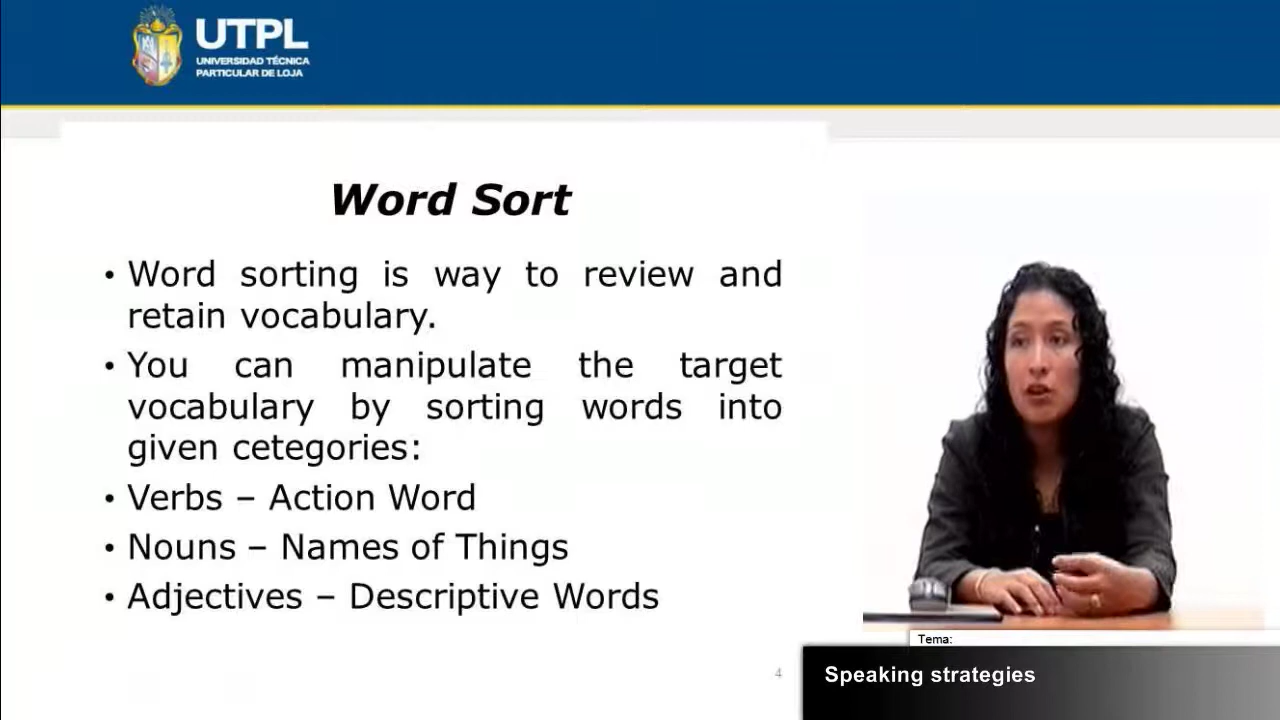 UTPL
UNIVERSIDAD TÉCNICA
PARTICULAR DE LOJA
Word Sort
• Word sorting is way to review and
retain vocabulary.
• You can manipulate the target
vocabulary by sorting words into
given cetegories:
• Verbs – Action Word
• Nouns – Names of Things
• Adjectives – Descriptive Words
4
Tema:
Speaking strategies